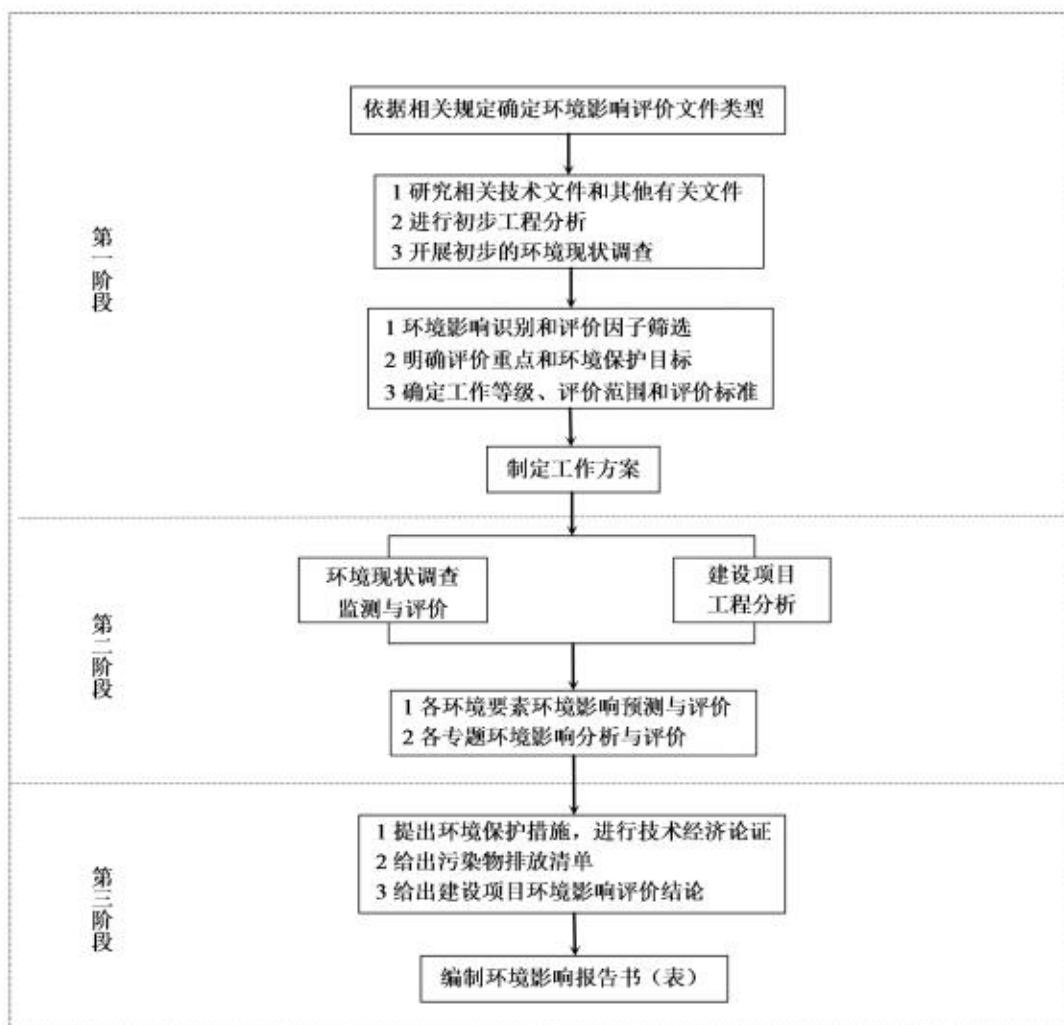 依据相关规定确定环境影响评价文件类型
1 研究相关技术文件和其他有关文件
2 进行初步工程分析
3 开展初步的环境现状调查
第一阶段
1 环境影响识别和评价因子筛选
2 明确评价重点和环境保护目标
3 确定工作等级、评价范围和评价标准
制定工作方案
环境现状调查
监测与评价
建设项目
工程分析
第二阶段
1 各环境要素环境影响预测与评价
2 各专题环境影响分析与评价
1 提出环境保护措施，进行技术经济论证
2 给出污染物排放清单
3 给出建设项目环境影响评价结论
第三阶段
编制环境影响报告书（表）